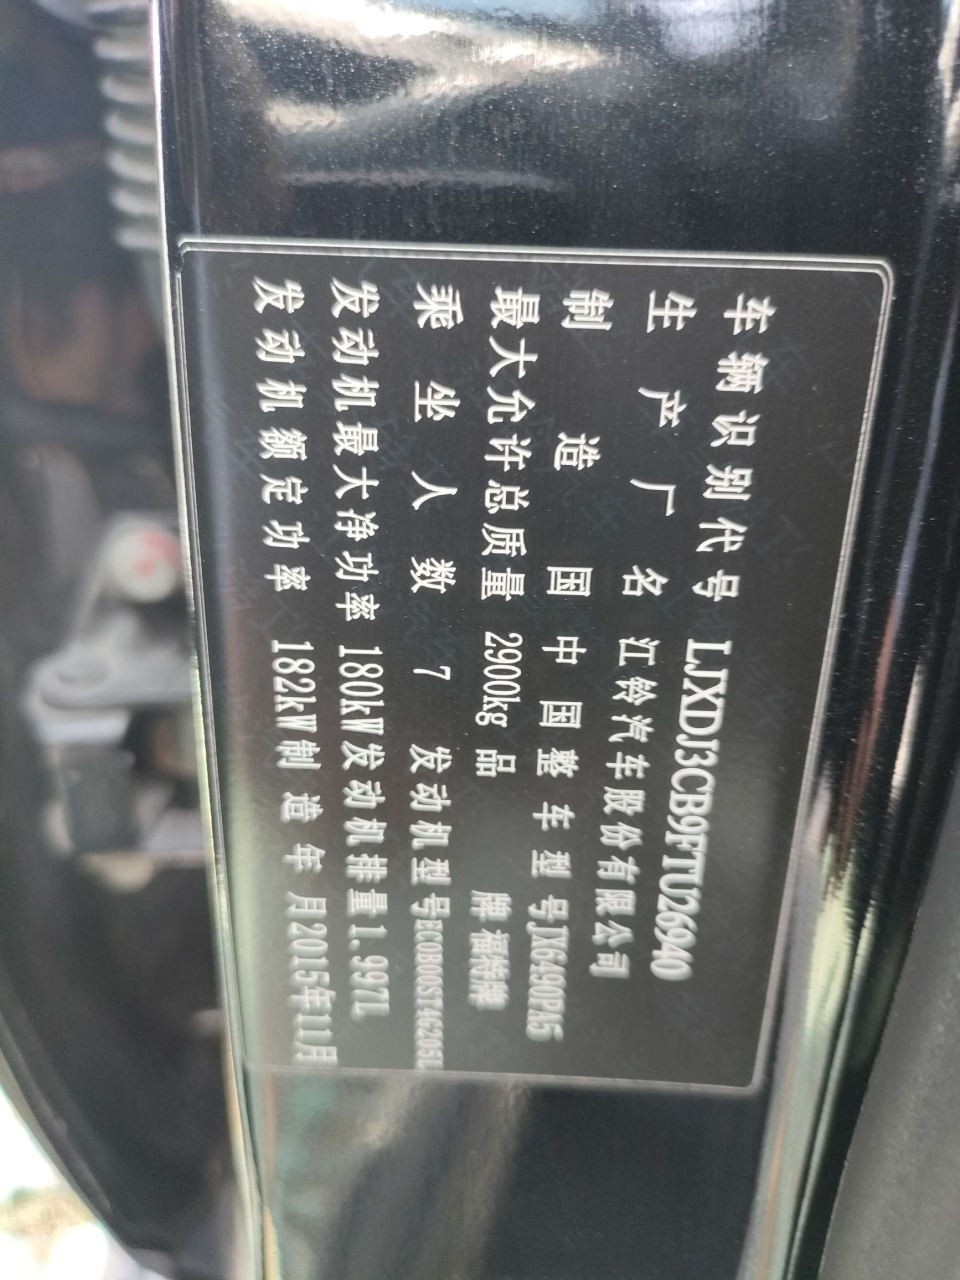 车辆识别代号 LJXDJ3CB9FTU26940
生产厂名 江铃汽车股份有限公司
制造国 中国 整车型号 JX6490PA5
最大允许总质量 2900kg 品牌 福特牌
乘坐人数 7 发动机型号
发动机最大净功率 180kW 发动机排量 1.997L
发动机额定功率 182kW 制造年月 2015年11月